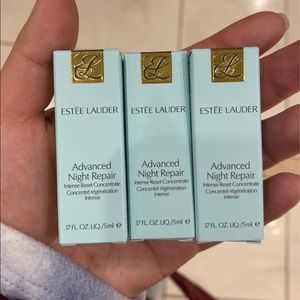 ESTĒE LAUDER
Advanced
Night Repair
Intense Reset Concentrate
Concentré régénération
intense
.17 FL. OZ. LIQ./5ml ℮
ESTĒE LAUDER
Advanced
Night Repair
Intense Reset Concentrate
Concentré régénération
intense
.17 FL. OZ. LIQ./5ml ℮
ESTĒE LAUDER
Advanced
Night Repair
Intense Reset Concentrate
Concentré régénération
intense
.17 FL. OZ. LIQ./5ml ℮